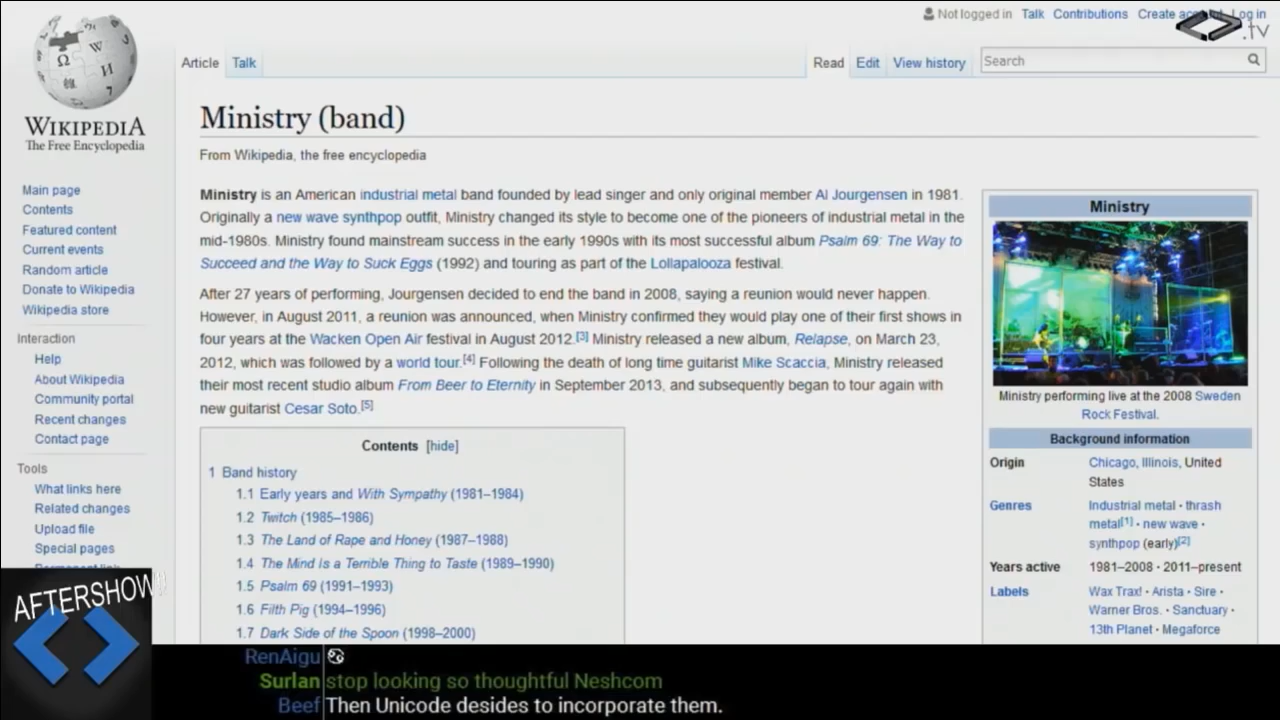 Not logged in Talk Contributions Create Log in
.tv
Article Talk Read Edit View history Search
WIKIPEDIA
The Free Encyclopedia
Main page
Contents
Featured content
Current events
Random article
Donate to Wikipedia
Wikipedia store
Interaction
Help
About Wikipedia
Community portal
Recent changes
Contact page
Tools
What links here
Related changes
Upload file
Special pages
Ministry (band)
From Wikipedia, the free encyclopedia
Ministry is an American industrial metal band founded by lead singer and only original member Al Jourgensen in 1981.
Originally a new wave synthpop outfit, Ministry changed its style to become one of the pioneers of industrial metal in the
mid-1980s. Ministry found mainstream success in the early 1990s with its most successful album Psalm 69: The Way to
Succeed and the Way to Suck Eggs (1992) and touring as part of the Lollapalooza festival.
After 27 years of performing, Jourgensen decided to end the band in 2008, saying a reunion would never happen.
However, in August 2011, a reunion was announced, when Ministry confirmed they would play one of their first shows in
four years at the Wacken Open Air festival in August 2012.[3] Ministry released a new album, Relapse, on March 23,
2012, which was followed by a world tour.[4] Following the death of long time guitarist Mike Scaccia, Ministry released
their most recent studio album From Beer to Eternity in September 2013, and subsequently began to tour again with
new guitarist Cesar Soto.[5]
Contents [hide]
1 Band history
1.1 Early years and With Sympathy (1981–1984)
1.2 Twitch (1985–1986)
1.3 The Land of Rape and Honey (1987–1988)
1.4 The Mind is a Terrible Thing to Taste (1989–1990)
1.5 Psalm 69 (1991–1993)
1.6 Filth Pig (1994–1996)
1.7 Dark Side of the Spoon (1998–2000)
Ministry
Ministry performing live at the 2008 Sweden
Rock Festival.
Background information
Origin Chicago, Illinois, United
States
Genres Industrial metal · thrash
metal[1] · new wave ·
synthpop (early)[2]
Years active 1981–2008 · 2011–present
Labels Wax Trax! · Arista · Sire ·
Warner Bros. · Sanctuary ·
13th Planet · Megaforce
AFTERSHOW!
RenAigu ♋
Surlan stop looking so thoughtful Neshcom
Beef Then Unicode desides to incorporate them.